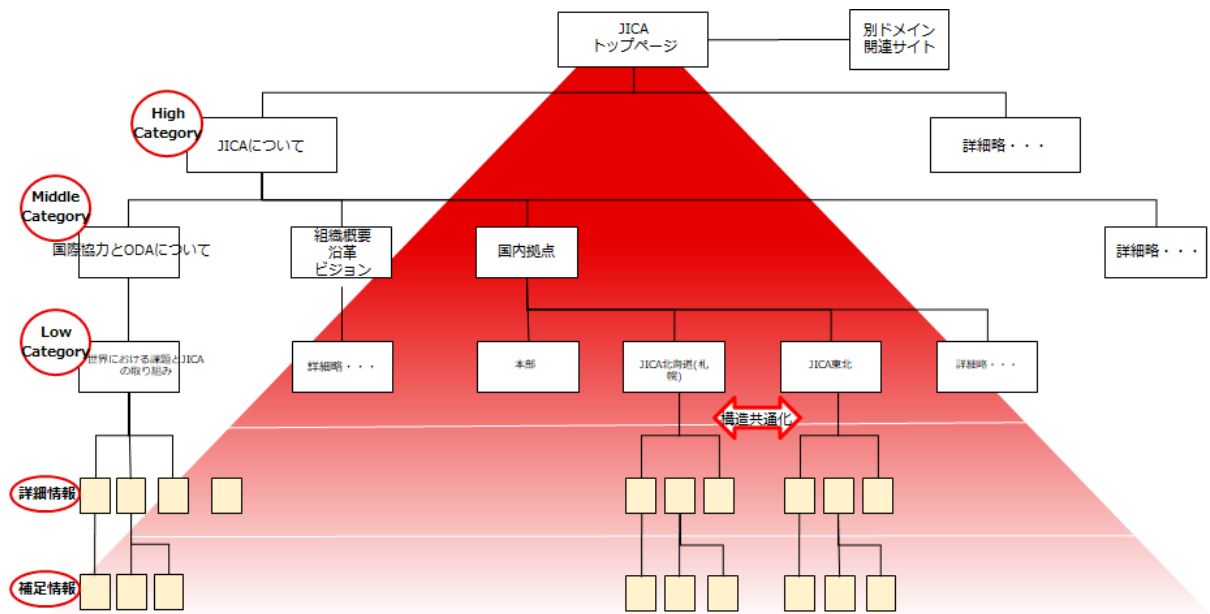 JICA
トップページ
別ドメイン
関連サイト
High
Category
JICAについて
詳細略・・・
Middle
Category
国際協力とODAについて
組織概要
沿革
ビジョン
国内拠点
詳細略・・・
Low
Category
世界における課題とJICA
の取り組み
詳細略・・・
本部
JICA北海道(札
幌)
JICA東北
詳細略・・・
構造共通化
詳細情報
補足情報